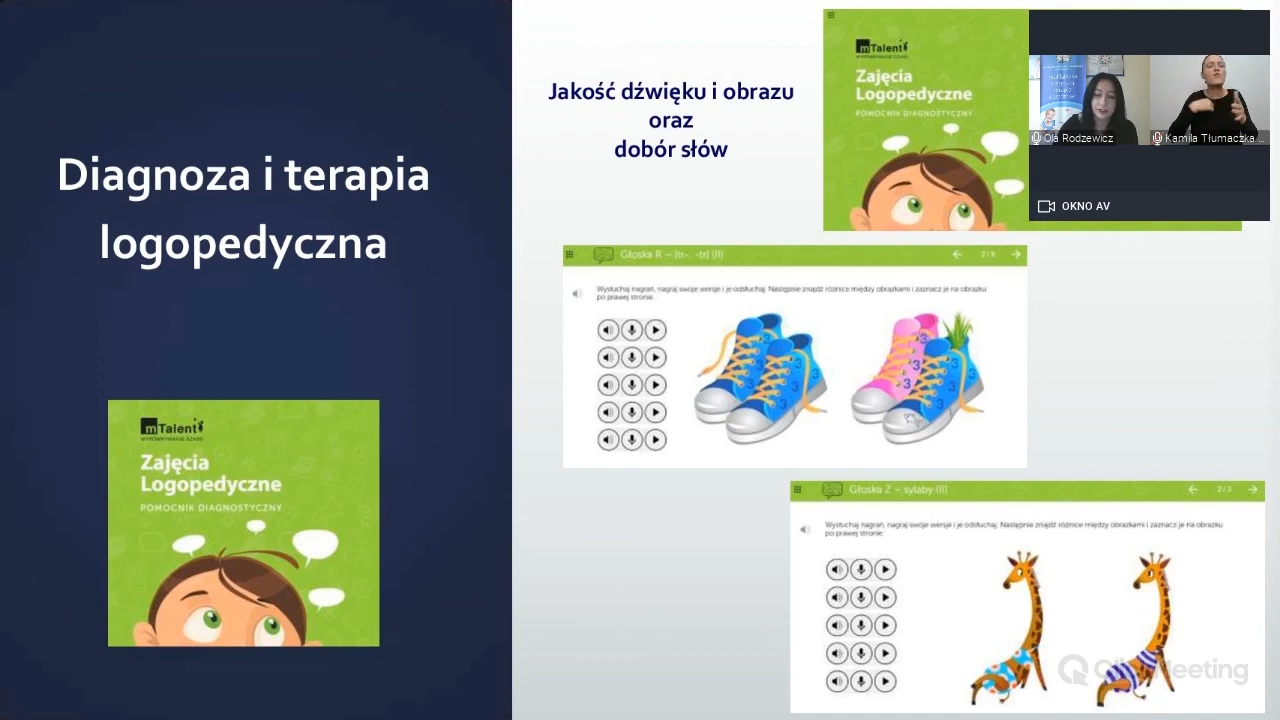 Diagnoza i terapia
logopedyczna
mTalent
WYRÓWNYWANIE SZANS
Zajęcia
Logopedyczne
POMOCNIK DIAGNOSTYCZNY
Jakość dźwięku i obrazu
oraz
dobór słów
mTalent
Zajęcia
Logopedyczne
POMOCNIK DIAGNOSTYCZNY
Ola Rodzewicz
Kamila Tłumaczka ...
OKNO AV
Głoska R – [tr-, -tr] (II)
2/5
Wysłuchaj nagrań, nagraj swoje wersje i je odsłuchaj. Następnie znajdź różnice między obrazkami i zaznacz je na obrazku
po prawej stronie.
Głoska Ż – sylaby (II)
Wysłuchaj nagrań, nagraj swoje wersje i je odsłuchaj. Następnie znajdź różnice między obrazkami i zaznacz je na obrazku
po prawej stronie.
ClickMeeting